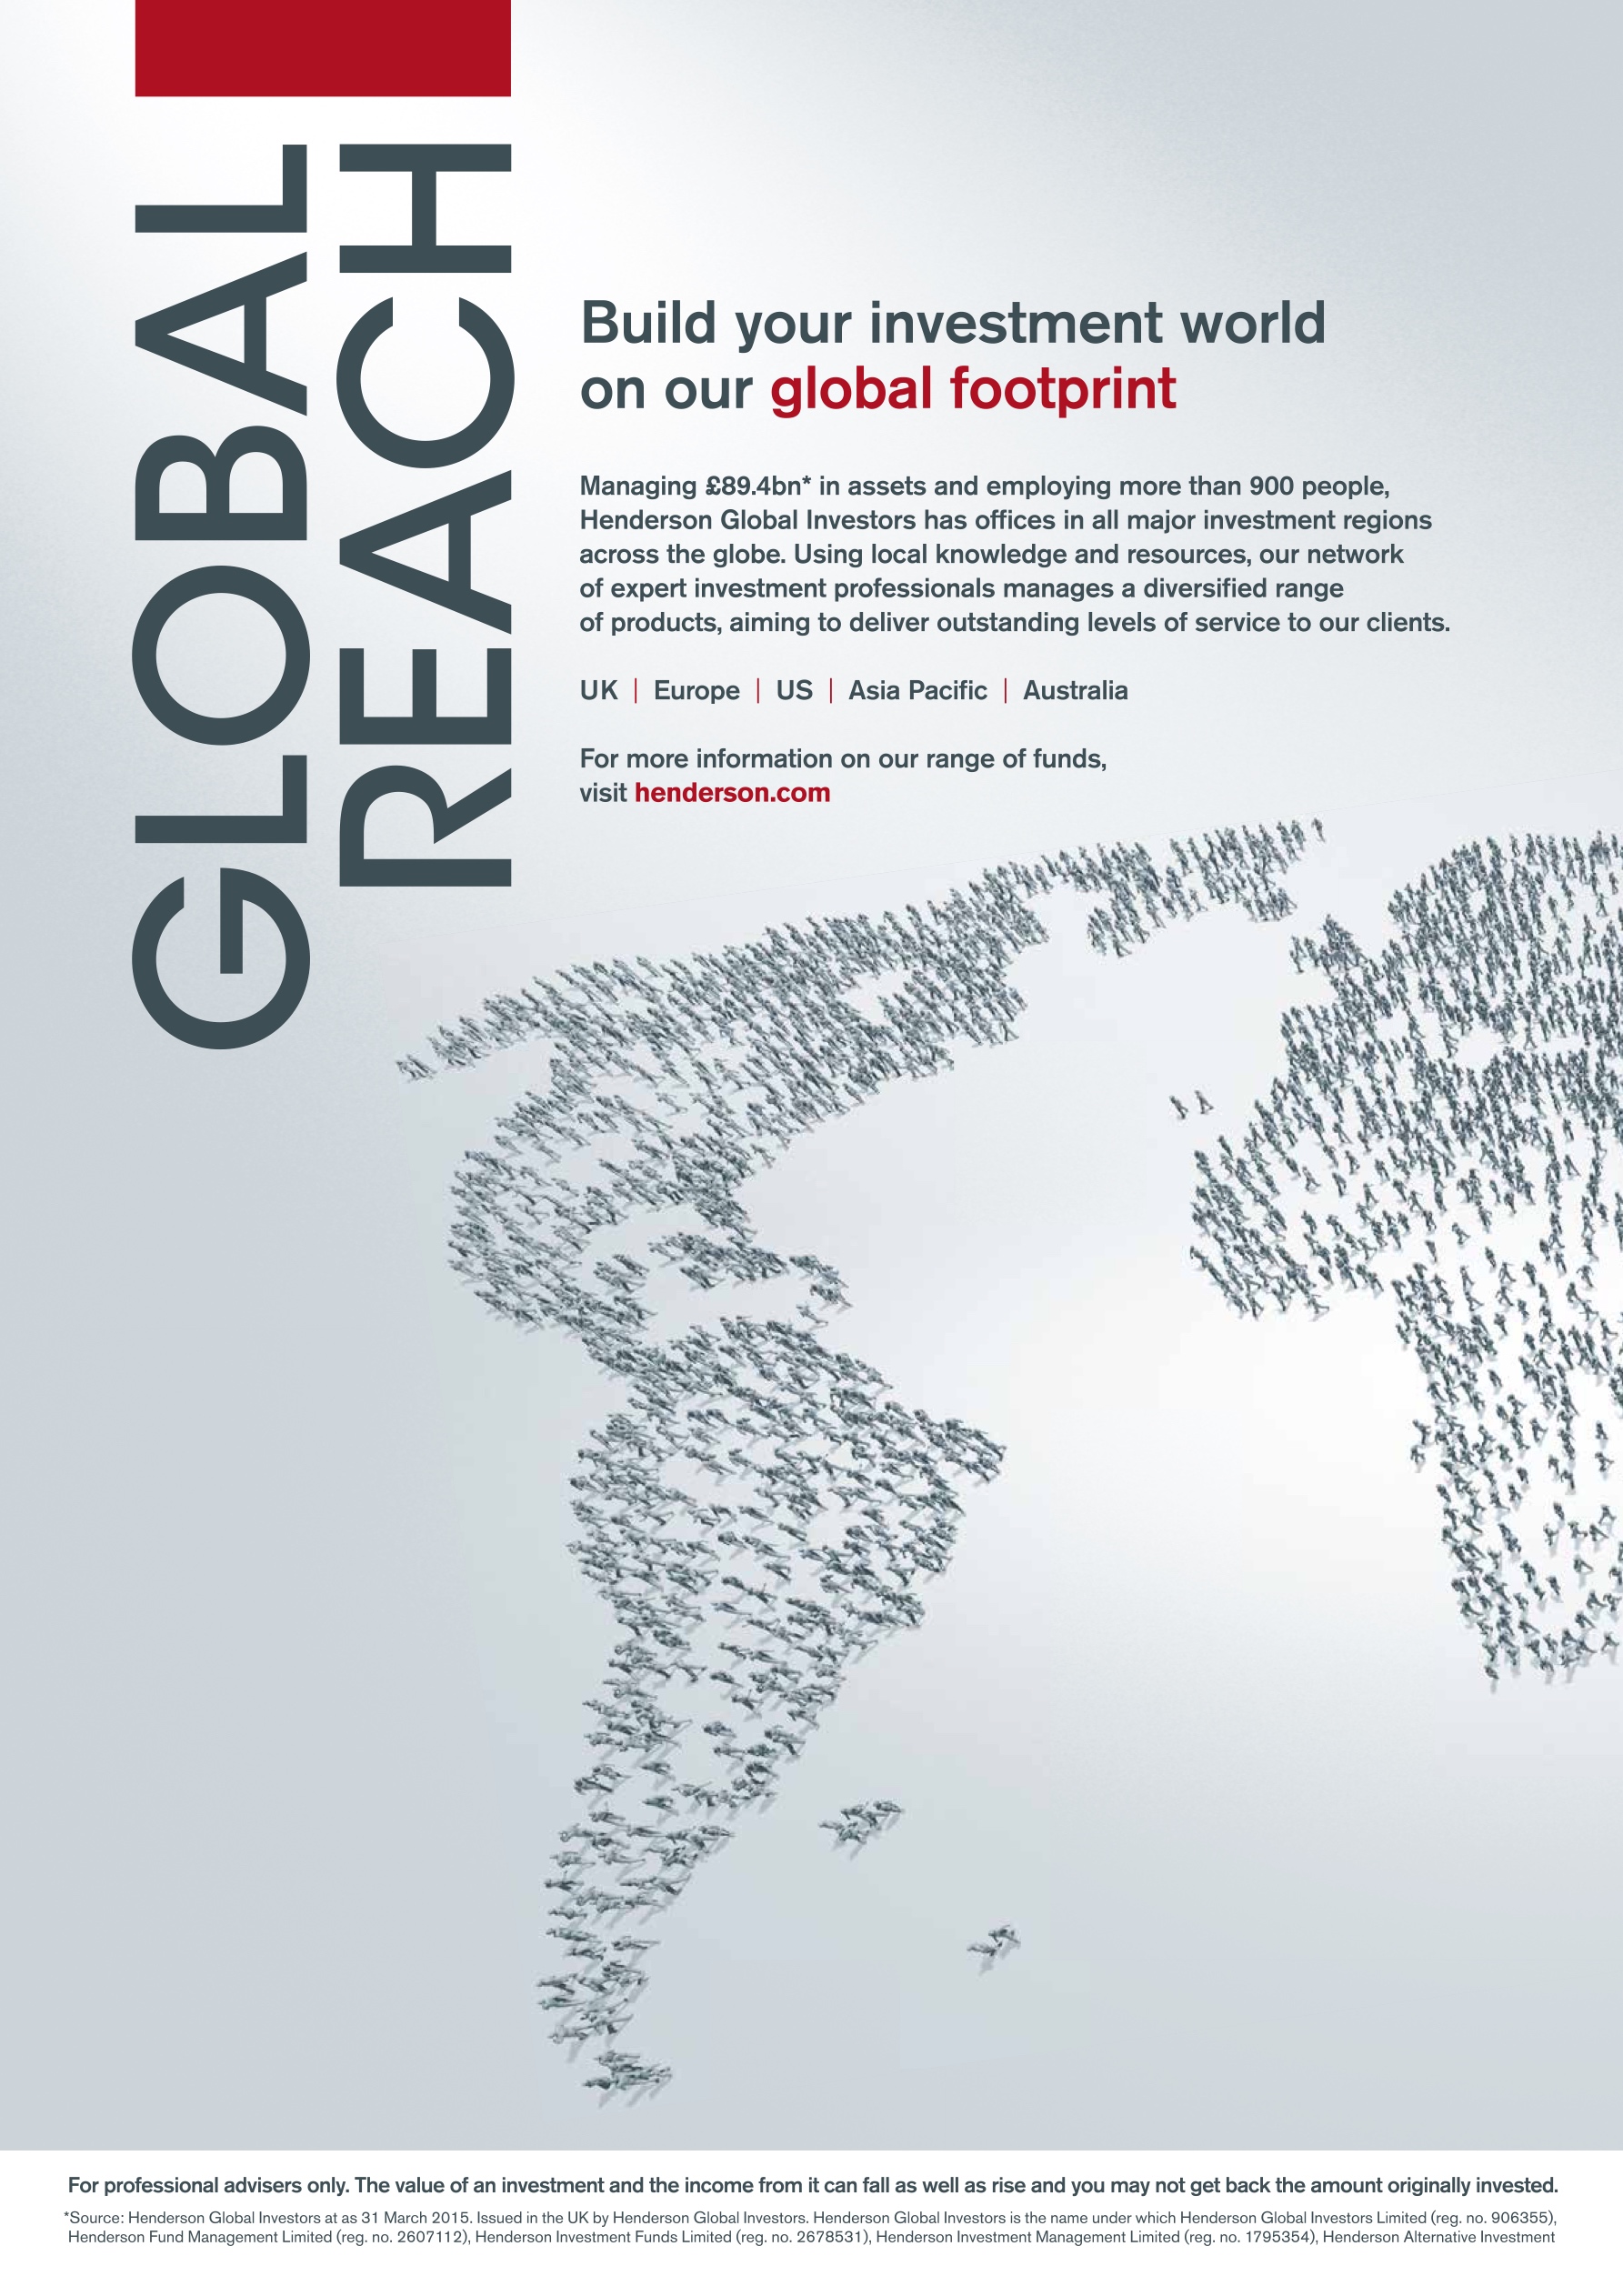 GLOBAL
REACH
Build your investment world
on our global footprint
Managing £89.4bn* in assets and employing more than 900 people,
Henderson Global Investors has offices in all major investment regions
across the globe. Using local knowledge and resources, our network
of expert investment professionals manages a diversified range
of products, aiming to deliver outstanding levels of service to our clients.
UK | Europe | US | Asia Pacific | Australia
For more information on our range of funds,
visit henderson.com
For professional advisers only. The value of an investment and the income from it can fall as well as rise and you may not get back the amount originally invested.
*Source: Henderson Global Investors at as 31 March 2015. Issued in the UK by Henderson Global Investors. Henderson Global Investors is the name under which Henderson Global Investors Limited (reg. no. 906355),
Henderson Fund Management Limited (reg. no. 2607112), Henderson Investment Funds Limited (reg. no. 2678531), Henderson Investment Management Limited (reg. no. 1795354), Henderson Alternative Investment